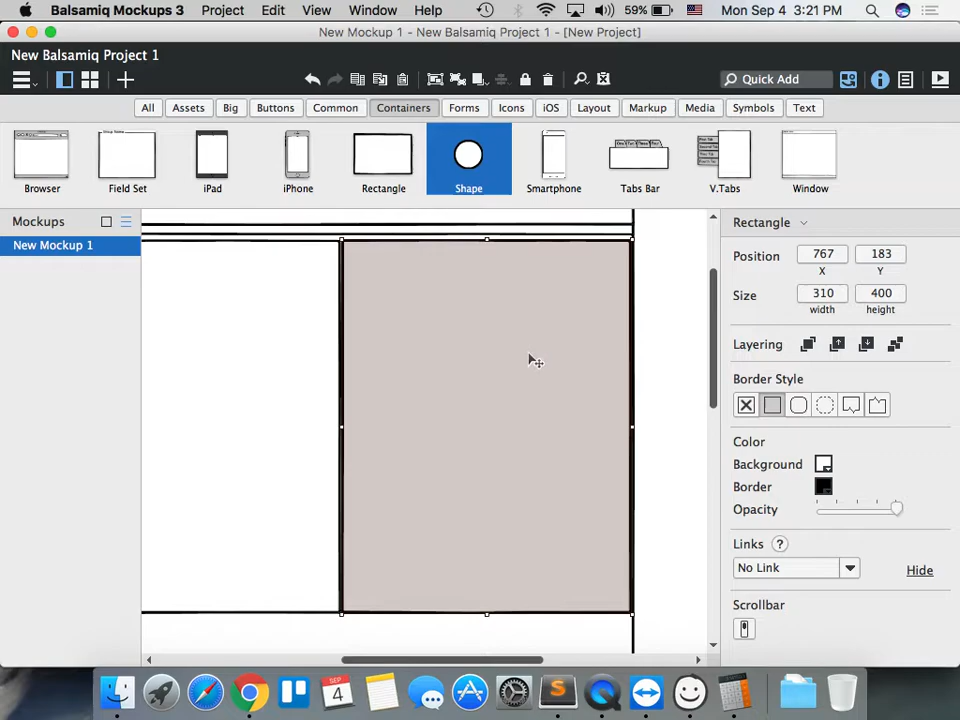 Balsamiq Mockups 3 Project Edit View Window Help 59% Mon Sep 4 3:21 PM
New Mockup 1 - New Balsamiq Project 1 - [New Project]
New Balsamiq Project 1
Quick Add
All Assets Big Buttons Common Containers Forms Icons iOS Layout Markup Media Symbols Text
Browser Field Set iPad iPhone Rectangle Shape Smartphone Tabs Bar V.Tabs Window
Mockups
New Mockup 1
Rectangle
Position 767 183
X Y
Size 310 400
width height
Layering
Border Style
Color
Background
Border
Opacity
Links ?
No Link Hide
Scrollbar
SEP
4